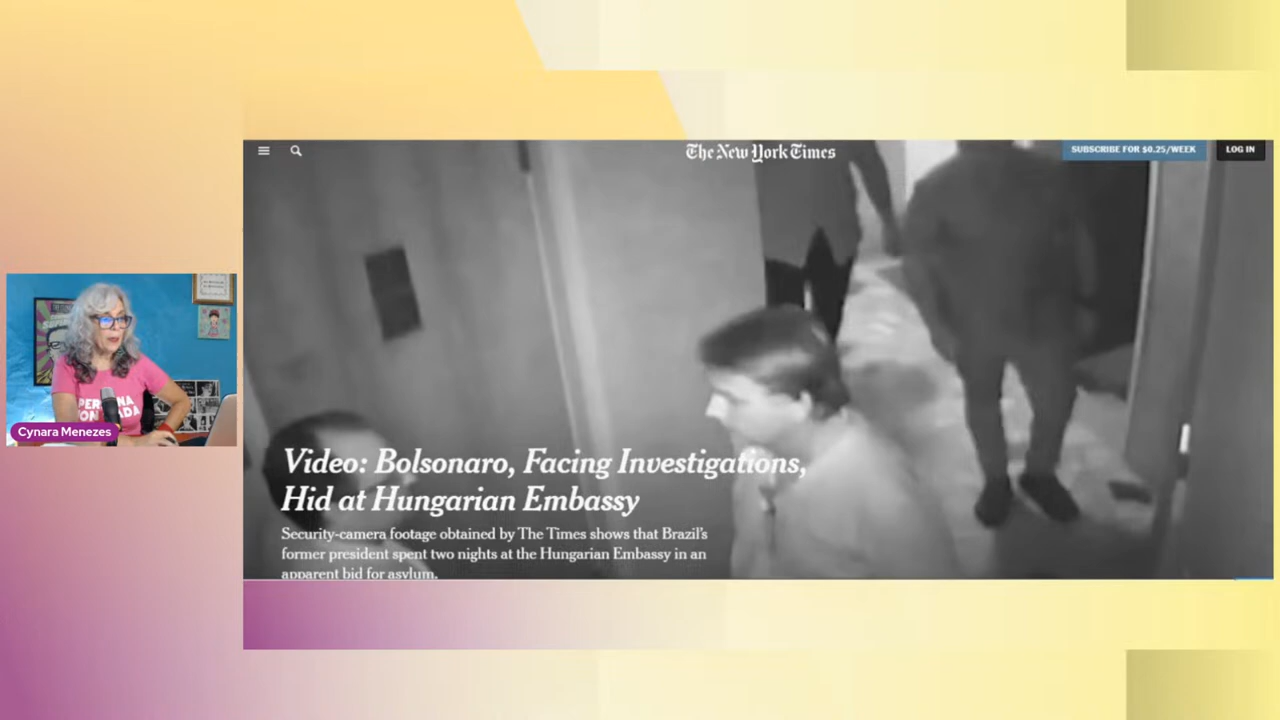 The New York Times
SUBSCRIBE FOR $0.25/WEEK
LOG IN
Video: Bolsonaro, Facing Investigations,
Hid at Hungarian Embassy
Security-camera footage obtained by The Times shows that Brazil's
former president spent two nights at the Hungarian Embassy in an
apparent bid for asylum.
Cynara Menezes